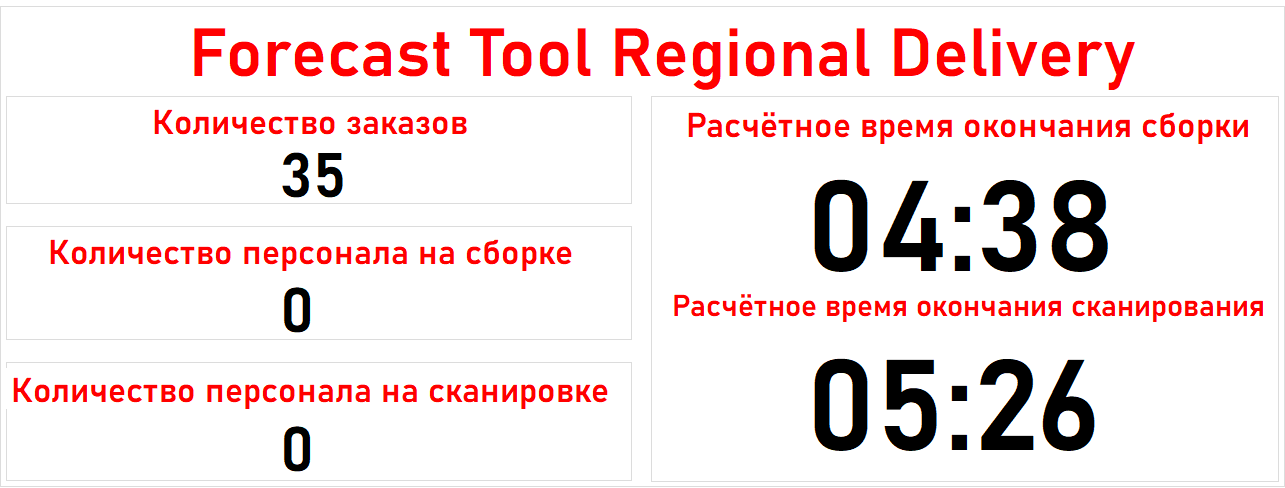 Forecast Tool Regional Delivery
Количество заказов
35
Количество персонала на сборке
0
Количество персонала на сканировке
0
Расчётное время окончания сборки
04:38
Расчётное время окончания сканирования
05:26